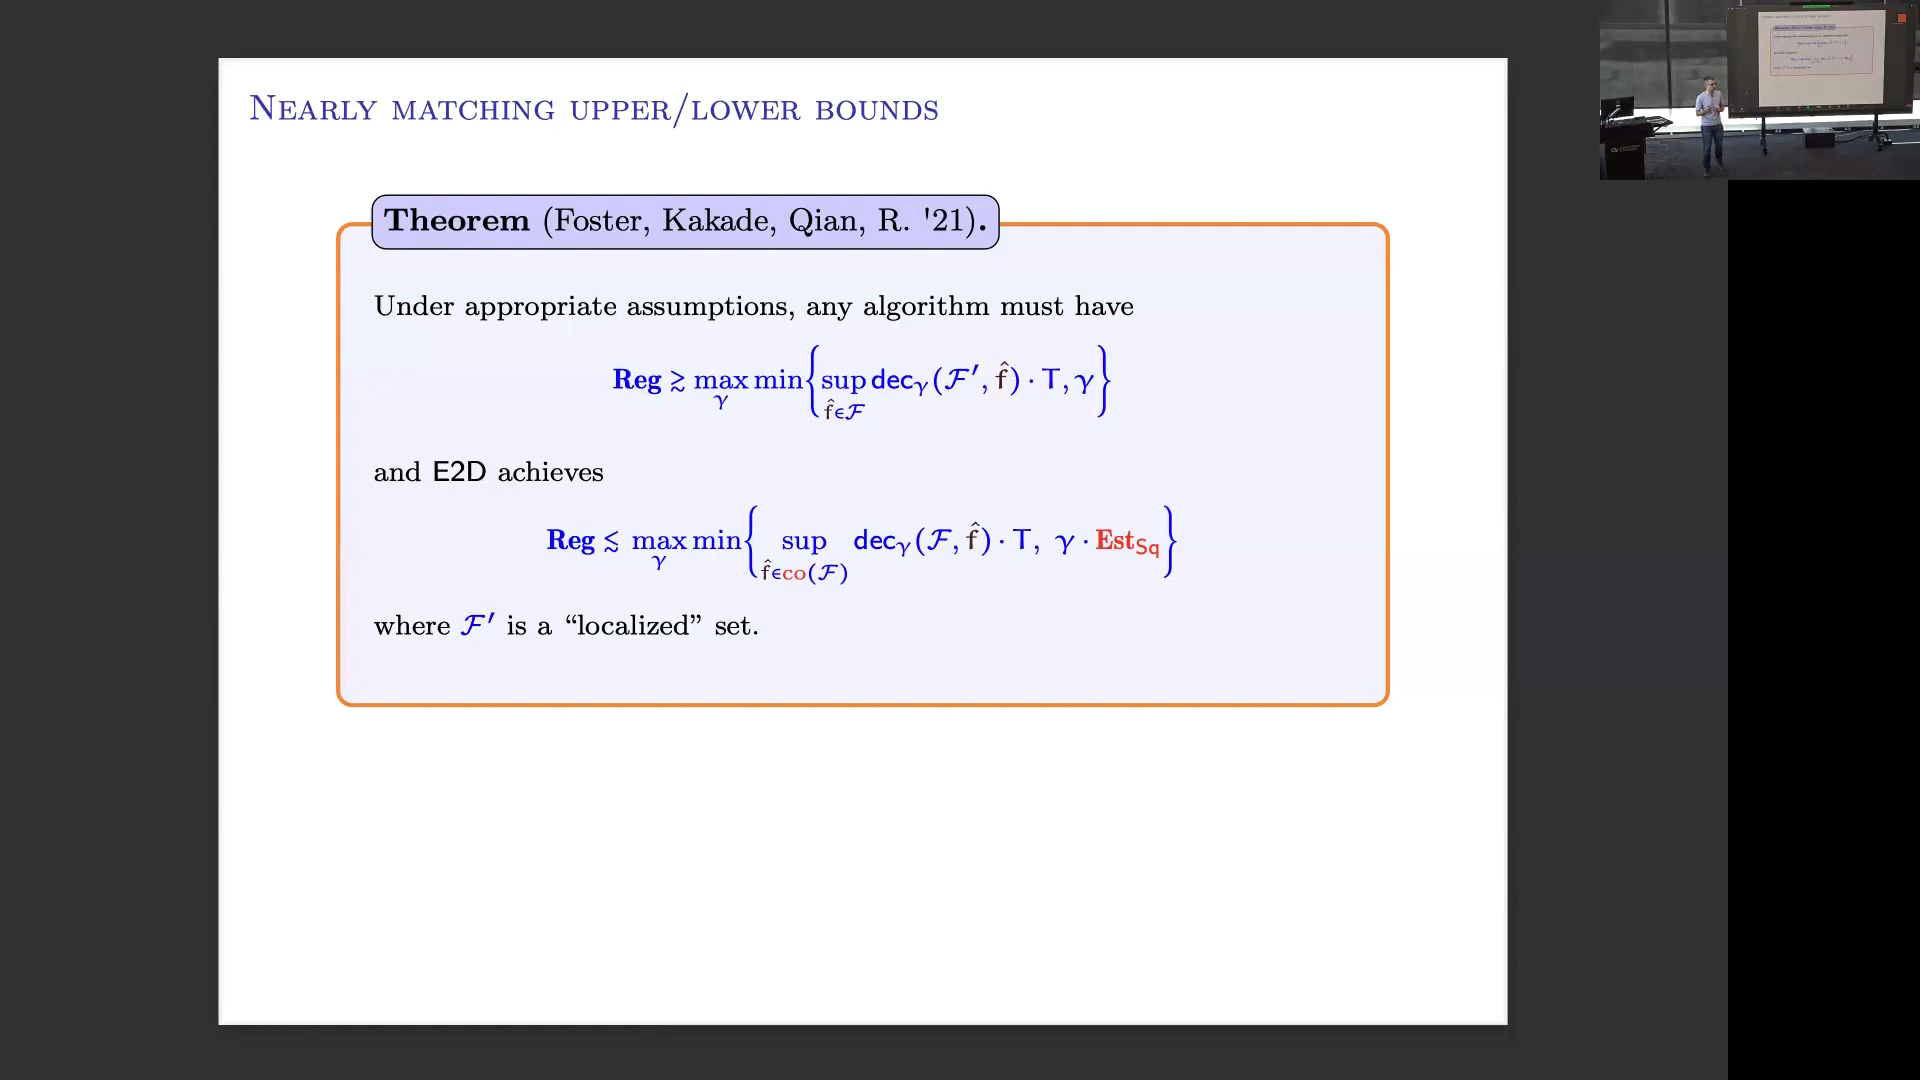 Nearly matching upper/lower bounds
Theorem (Foster, Kakade, Qian, R. '21).
Under appropriate assumptions, any algorithm must have
Reg ≳ max_γ min{ sup_{f̂∈ℱ} dec_γ(ℱ′, f̂) · T, γ }
and E2D achieves
Reg ≲ max_γ min{ sup_{f̂∈co(ℱ)} dec_γ(ℱ, f̂) · T, γ · Est_Sq }
where ℱ′ is a “localized” set.